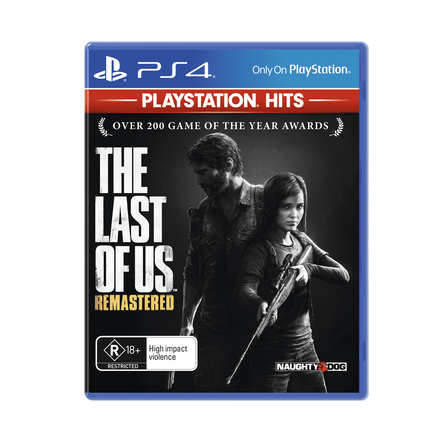 PS4
Only On PlayStation®
PLAYSTATION® HITS
OVER 200 GAME OF THE YEAR AWARDS
THE
LAST
OF US
REMASTERED
R 18+
RESTRICTED
High impact
violence
NAUGHTY DOG